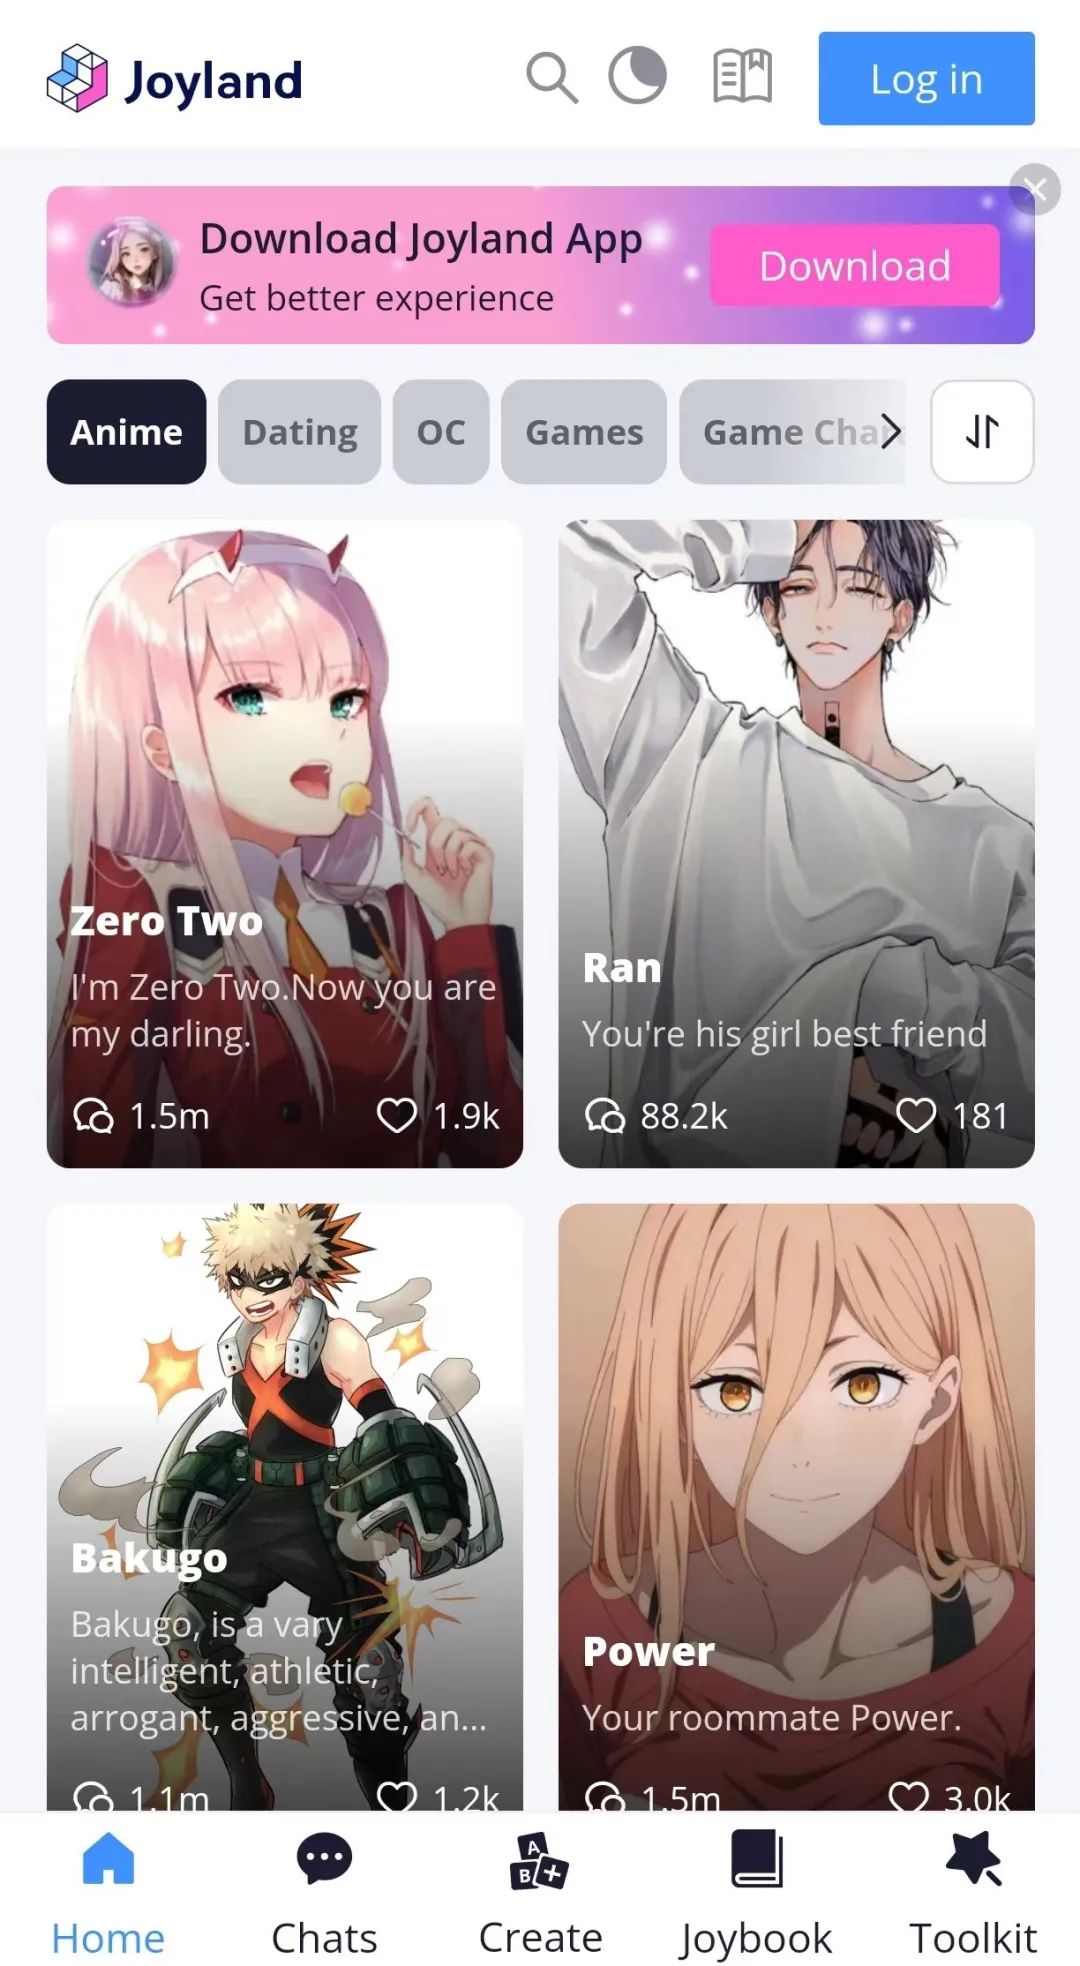 Joyland
Log in
Download Joyland App
Get better experience
Download
Anime
Dating
OC
Games
Game Char
Zero Two
I'm Zero Two.Now you are
my darling.
1.5m
1.9k
Ran
You're his girl best friend
88.2k
181
Bakugo
Bakugo, is a vary
intelligent, athletic,
arrogant, aggressive, an...
1.1m
1.2k
Power
Your roommate Power.
1.5m
3.0k
A
B
Home
Chats
Create
Joybook
Toolkit